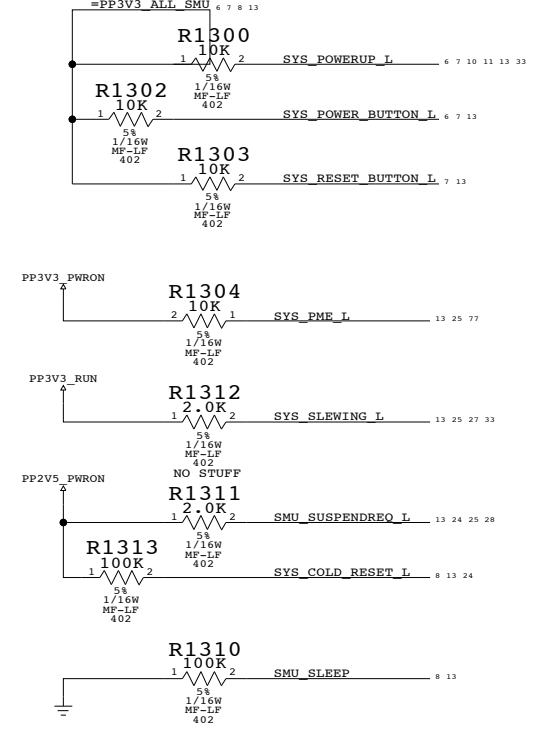 =PP3V3_ALL_SMU 6 7 8 13
R1300
10K
1 2 SYS_POWERUP_L 6 7 10 11 13 33
5%
1/16W
MF-LF
402
R1302
10K
1 2 SYS_POWER_BUTTON_L 6 7 13
5%
1/16W
MF-LF
402
R1303
10K
1 2 SYS_RESET_BUTTON_L 7 13
5%
1/16W
MF-LF
402
PP3V3_PWRON
R1304
10K
2 1 SYS_PME_L 13 25 77
5%
1/16W
MF-LF
402
PP3V3_RUN
R1312
2.0K
1 2 SYS_SLEWING_L 13 25 27 33
5%
1/16W
MF-LF
402
NO STUFF
PP2V5_PWRON
R1311
2.0K
1 2 SMU_SUSPENDREQ_L 13 24 25 28
5%
1/16W
MF-LF
402
R1313
100K
1 2 SYS_COLD_RESET_L 8 13 24
5%
1/16W
MF-LF
402
R1310
100K
1 2 SMU_SLEEP 8 13
5%
1/16W
MF-LF
402